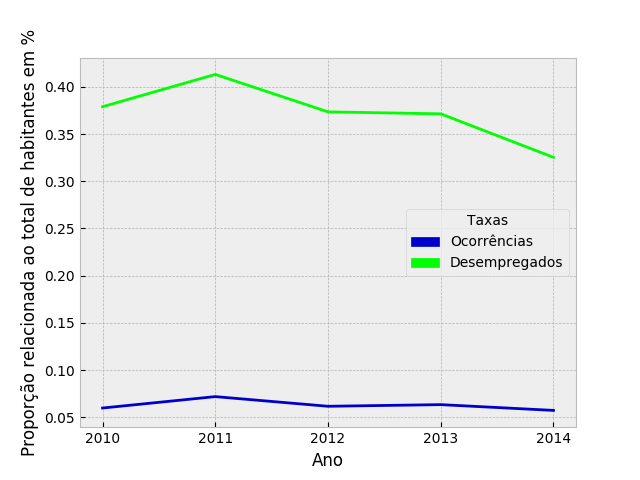 Proporção relacionada ao total de habitantes em %
0.40
0.35
0.30
0.25
0.20
0.15
0.10
0.05
Taxas
Ocorrências
Desempregados
2010 2011 2012 2013 2014
Ano